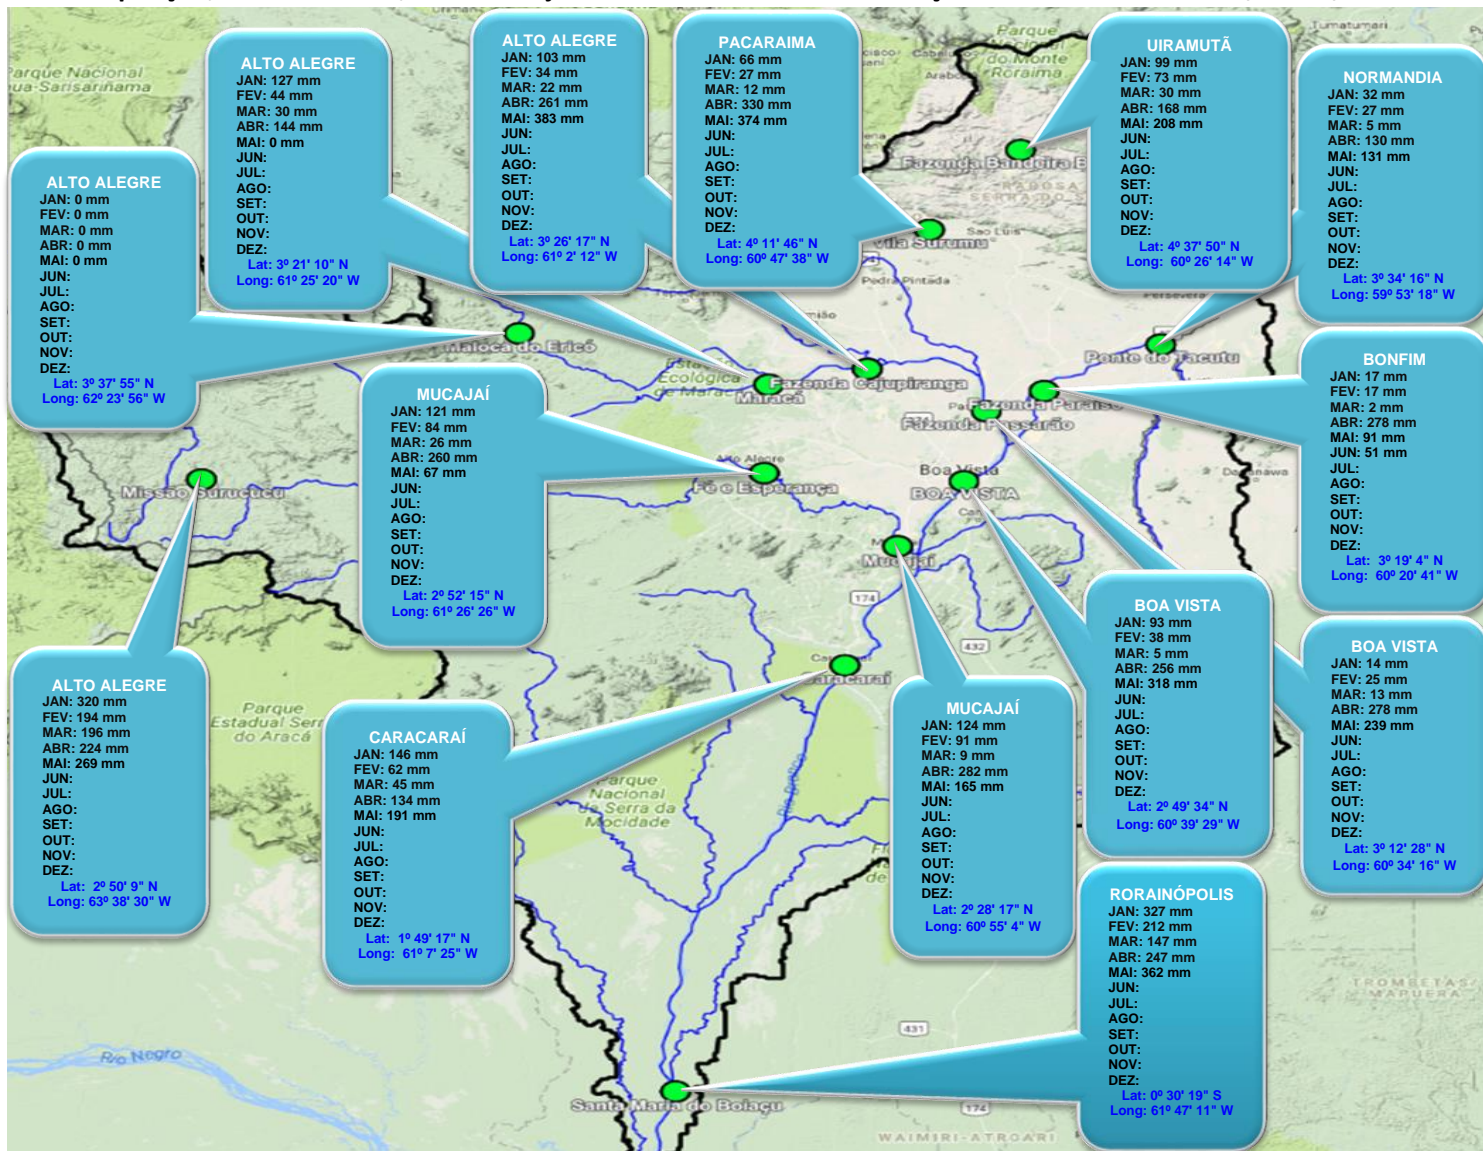 ALTO ALEGRE
JAN: 127 mm
FEV: 44 mm
MAR: 30 mm
ABR: 144 mm
MAI: 0 mm
JUN:
JUL:
AGO:
SET:
OUT:
NOV:
DEZ:
Lat: 3º 21' 10" N
Long: 61º 25' 20" W
ALTO ALEGRE
JAN: 103 mm
FEV: 34 mm
MAR: 22 mm
ABR: 261 mm
MAI: 383 mm
JUN:
JUL:
AGO:
SET:
OUT:
NOV:
DEZ:
Lat: 3º 26' 17" N
Long: 61º 2' 12" W
PACARAIMA
JAN: 66 mm
FEV: 27 mm
MAR: 12 mm
ABR: 330 mm
MAI: 374 mm
JUN:
JUL:
AGO:
SET:
OUT:
NOV:
DEZ:
Lat: 4º 11' 46" N
Long: 60º 47' 38" W
UIRAMUTÃ
JAN: 99 mm
FEV: 73 mm
MAR: 30 mm
ABR: 168 mm
MAI: 208 mm
JUN:
JUL:
AGO:
SET:
OUT:
NOV:
DEZ:
Lat: 4º 37' 50" N
Long: 60º 26' 14" W
NORMANDIA
JAN: 32 mm
FEV: 27 mm
MAR: 5 mm
ABR: 130 mm
MAI: 131 mm
JUN:
JUL:
AGO:
SET:
OUT:
NOV:
DEZ:
Lat: 3º 34' 16" N
Long: 59º 53' 18" W
ALTO ALEGRE
JAN: 0 mm
FEV: 0 mm
MAR: 0 mm
ABR: 0 mm
MAI: 0 mm
JUN:
JUL:
AGO:
SET:
OUT:
NOV:
DEZ:
Lat: 3º 37' 55" N
Long: 62º 23' 56" W
MUCAJAÍ
JAN: 121 mm
FEV: 84 mm
MAR: 26 mm
ABR: 260 mm
MAI: 67 mm
JUN:
JUL:
AGO:
SET:
OUT:
NOV:
DEZ:
Lat: 2º 52' 15" N
Long: 61º 26' 26" W
BONFIM
JAN: 17 mm
FEV: 17 mm
MAR: 2 mm
ABR: 278 mm
MAI: 91 mm
JUN: 51 mm
JUL:
AGO:
SET:
OUT:
NOV:
DEZ:
Lat: 3º 19' 4" N
Long: 60º 20' 41" W
BOA VISTA
JAN: 93 mm
FEV: 38 mm
MAR: 5 mm
ABR: 256 mm
MAI: 318 mm
JUN:
JUL:
AGO:
SET:
OUT:
NOV:
DEZ:
Lat: 2º 49' 34" N
Long: 60º 39' 29" W
BOA VISTA
JAN: 14 mm
FEV: 25 mm
MAR: 13 mm
ABR: 278 mm
MAI: 239 mm
JUN:
JUL:
AGO:
SET:
OUT:
NOV:
DEZ:
Lat: 3º 12' 28" N
Long: 60º 34' 16" W
ALTO ALEGRE
JAN: 320 mm
FEV: 194 mm
MAR: 196 mm
ABR: 224 mm
MAI: 269 mm
JUN:
JUL:
AGO:
SET:
OUT:
NOV:
DEZ:
Lat: 2º 50' 9" N
Long: 63º 38' 30" W
CARACARAÍ
JAN: 146 mm
FEV: 62 mm
MAR: 45 mm
ABR: 134 mm
MAI: 191 mm
JUN:
JUL:
AGO:
SET:
OUT:
NOV:
DEZ:
Lat: 1º 49' 17" N
Long: 61º 7' 25" W
MUCAJAÍ
JAN: 124 mm
FEV: 91 mm
MAR: 9 mm
ABR: 282 mm
MAI: 165 mm
JUN:
JUL:
AGO:
SET:
OUT:
NOV:
DEZ:
Lat: 2º 28' 17" N
Long: 60º 55' 4" W
RORAINÓPOLIS
JAN: 327 mm
FEV: 212 mm
MAR: 147 mm
ABR: 247 mm
MAI: 362 mm
JUN:
JUL:
AGO:
SET:
OUT:
NOV:
DEZ:
Lat: 0º 30' 19" S
Long: 61º 47' 11" W
Tumatumari
Parque
do Monte
Roraima
Parque Nacional
Fazenda Bandeira B
Vila Surumu
São Luis
Pedra Pintada
Maloca do Ericó
Ponte do Tacutu
Estação
Ecológica
de Maracá
Fazenda Cajupiranga
Maracá
Fazenda Paraíso
Fazenda Passarão
Alto Alegre
Fé e Esperança
Boa Vista
BOA VISTA
Missão Surucucu
Mucajaí
174
432
Caracaraí
Parque
Estadual Serra
do Aracá
Parque
Nacional
da Serra da
Mocidade
Rio Branco
TROMBETAS
MAPUERA
431
Rio Negro
Santa Maria do Boiaçu
174
WAIMIRI-ATROARI